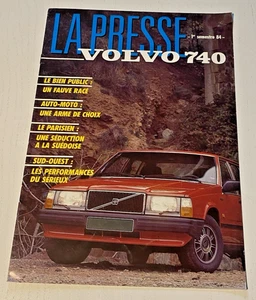 LA PRESSE
- 2e semestre 84 -
VOLVO 740
LE BIEN PUBLIC :
UN FAUVE RACE
AUTO-MOTO :
UNE ARME DE CHOIX
LE PARISIEN :
UNE SÉDUCTION
A LA SUÉDOISE
SUD-OUEST :
LES PERFORMANCES
DU SÉRIEUX